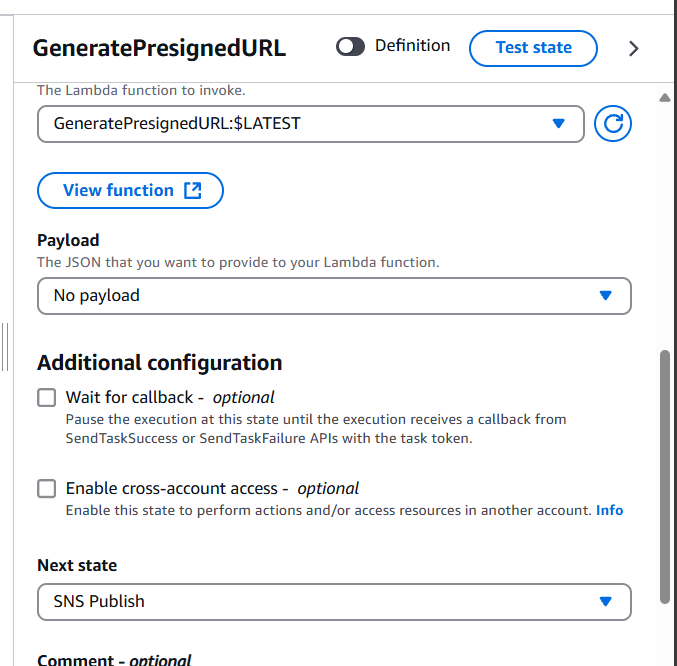 GeneratePresignedURL Definition Test state
The Lambda function to invoke.
GeneratePresignedURL:$LATEST
View function
Payload
The JSON that you want to provide to your Lambda function.
No payload
Additional configuration
Wait for callback - optional
Pause the execution at this state until the execution receives a callback from
SendTaskSuccess or SendTaskFailure APIs with the task token.
Enable cross-account access - optional
Enable this state to perform actions and/or access resources in another account. Info
Next state
SNS Publish
Comment - optional